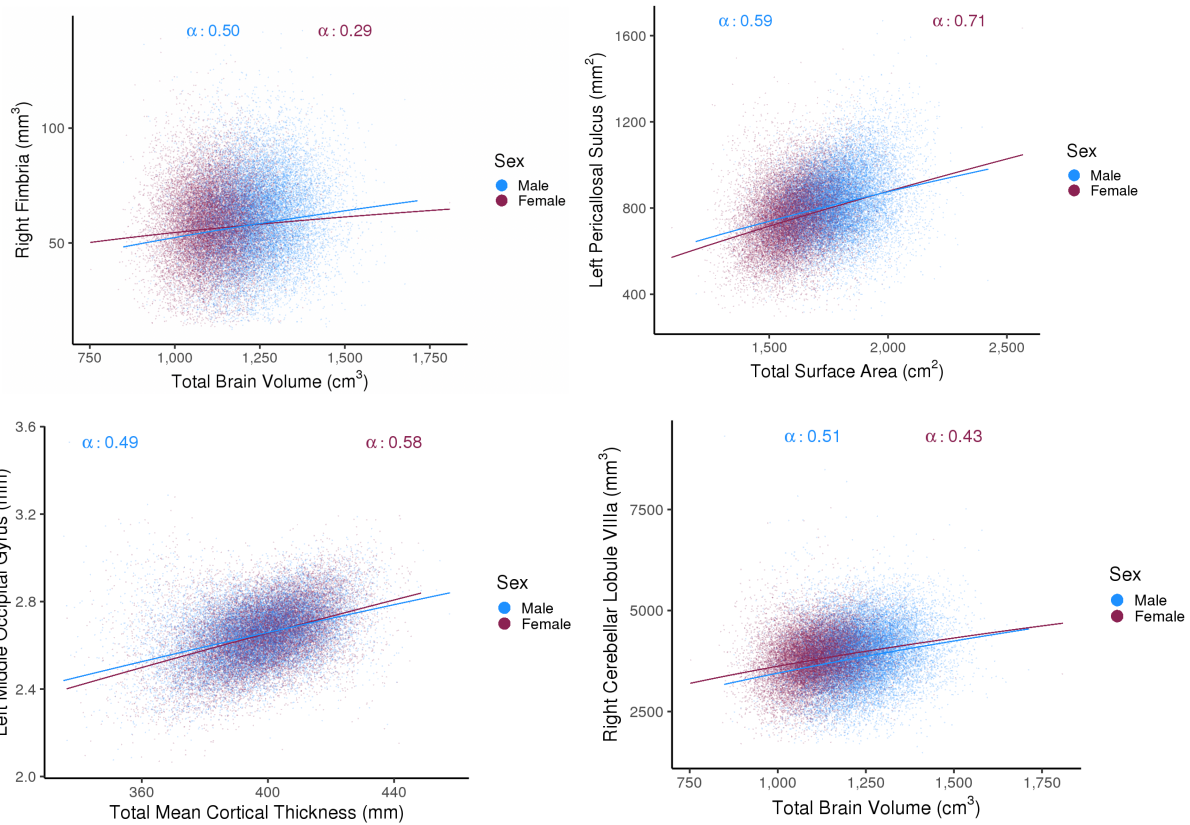 α : 0.50
α : 0.29
Right Fimbria (mm³)
100
50
750
1,000
1,250
1,500
1,750
Total Brain Volume (cm³)
Sex
Male
Female
α : 0.59
α : 0.71
Left Pericallosal Sulcus (mm²)
1600
1200
800
400
1,500
2,000
2,500
Total Surface Area (cm²)
Sex
Male
Female
α : 0.49
α : 0.58
Left Middle Occipital Gyrus (mm)
3.6
3.2
2.8
2.4
2.0
360
400
440
Total Mean Cortical Thickness (mm)
Sex
Male
Female
α : 0.51
α : 0.43
Right Cerebellar Lobule VIIIa (mm³)
7500
5000
2500
750
1,000
1,250
1,500
1,750
Total Brain Volume (cm³)
Sex
Male
Female